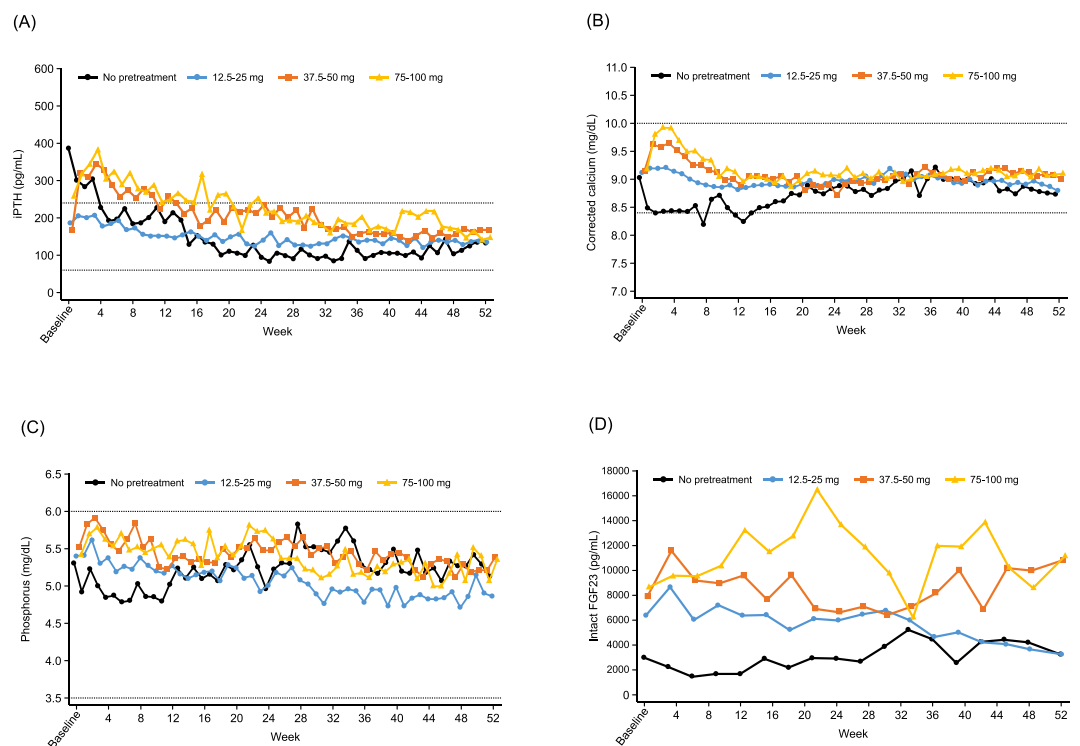 (A)
No pretreatment 12.5-25 mg 37.5-50 mg 75-100 mg
iPTH (pg/mL)
600
500
400
300
200
100
0
Baseline 4 8 12 16 20 24 28 32 36 40 44 48 52
Week
(B)
No pretreatment 12.5-25 mg 37.5-50 mg 75-100 mg
Corrected calcium (mg/dL)
11.0
10.5
10.0
9.5
9.0
8.5
8.0
7.5
7.0
Baseline 4 8 12 16 20 24 28 32 36 40 44 48 52
Week
(C)
No pretreatment 12.5-25 mg 37.5-50 mg 75-100 mg
Phosphorus (mg/dL)
6.5
6.0
5.5
5.0
4.5
4.0
3.5
Baseline 4 8 12 16 20 24 28 32 36 40 44 48 52
Week
(D)
No pretreatment 12.5-25 mg 37.5-50 mg 75-100 mg
Intact FGF23 (pg/mL)
18000
16000
14000
12000
10000
8000
6000
4000
2000
0
Baseline 4 8 12 16 20 24 28 32 36 40 44 48 52
Week